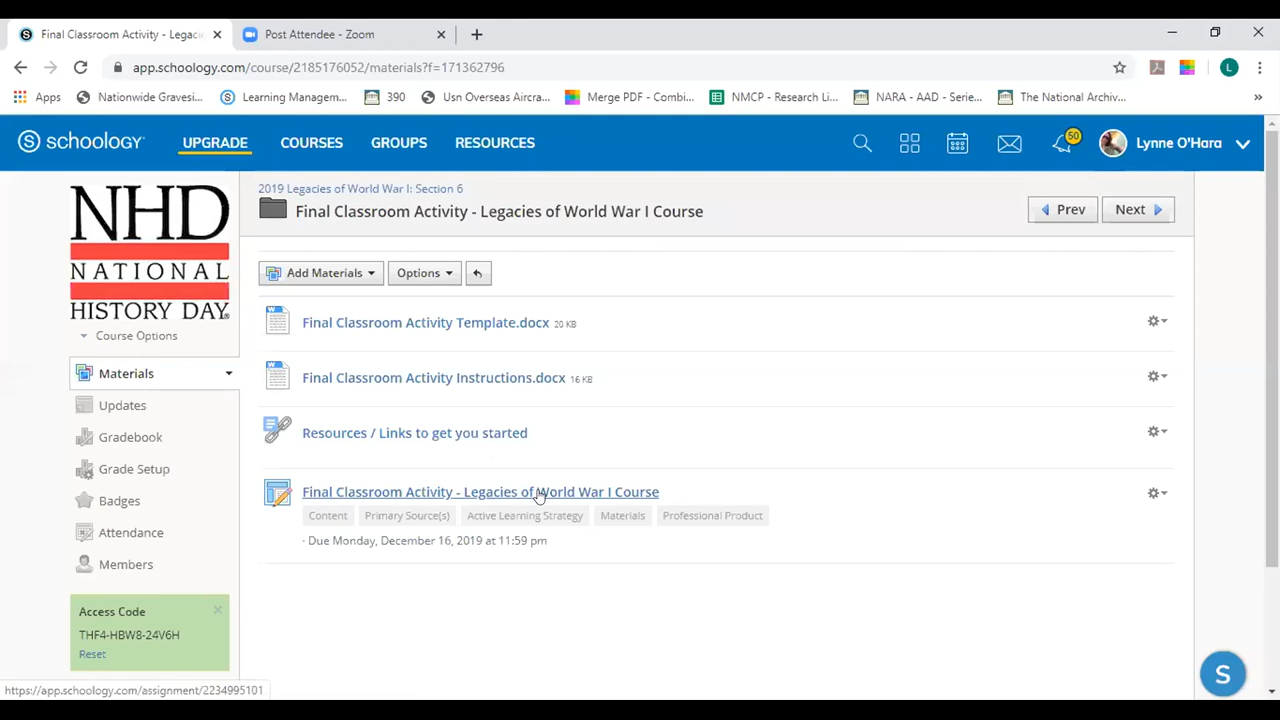 Final Classroom Activity - Legaci
Post Attendee - Zoom
app.schoology.com/course/2185176052/materials?f=171362796
Apps
Nationwide Gravesi...
Learning Managem...
390
Usn Overseas Aircra...
Merge PDF - Combi...
NMCP - Research Li...
NARA - AAD - Serie...
The National Archiv...
»
L
S schoology
UPGRADE
COURSES
GROUPS
RESOURCES
50
Lynne O'Hara
NHD
NATIONAL
HISTORY DAY
Course Options
Materials
Updates
Gradebook
Grade Setup
Badges
Attendance
Members
Access Code
THF4-HBW8-24V6H
Reset
2019 Legacies of World War I: Section 6
Final Classroom Activity - Legacies of World War I Course
Prev
Next
Add Materials
Options
Final Classroom Activity Template.docx 20 KB
Final Classroom Activity Instructions.docx 16 KB
Resources / Links to get you started
Final Classroom Activity - Legacies of World War I Course
Content
Primary Source(s)
Active Learning Strategy
Materials
Professional Product
· Due Monday, December 16, 2019 at 11:59 pm
https://app.schoology.com/assignment/2234995101
S